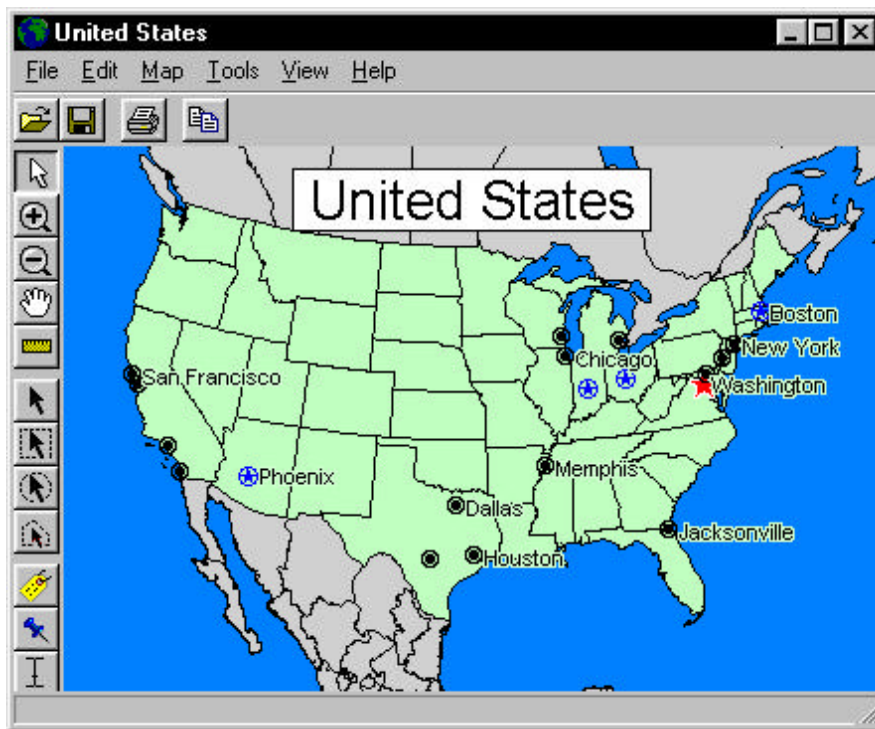 United States
File Edit Map Tools View Help
United States
Boston
New York
Chicago
San Francisco
Washington
Memphis
Phoenix
Dallas
Jacksonville
Houston